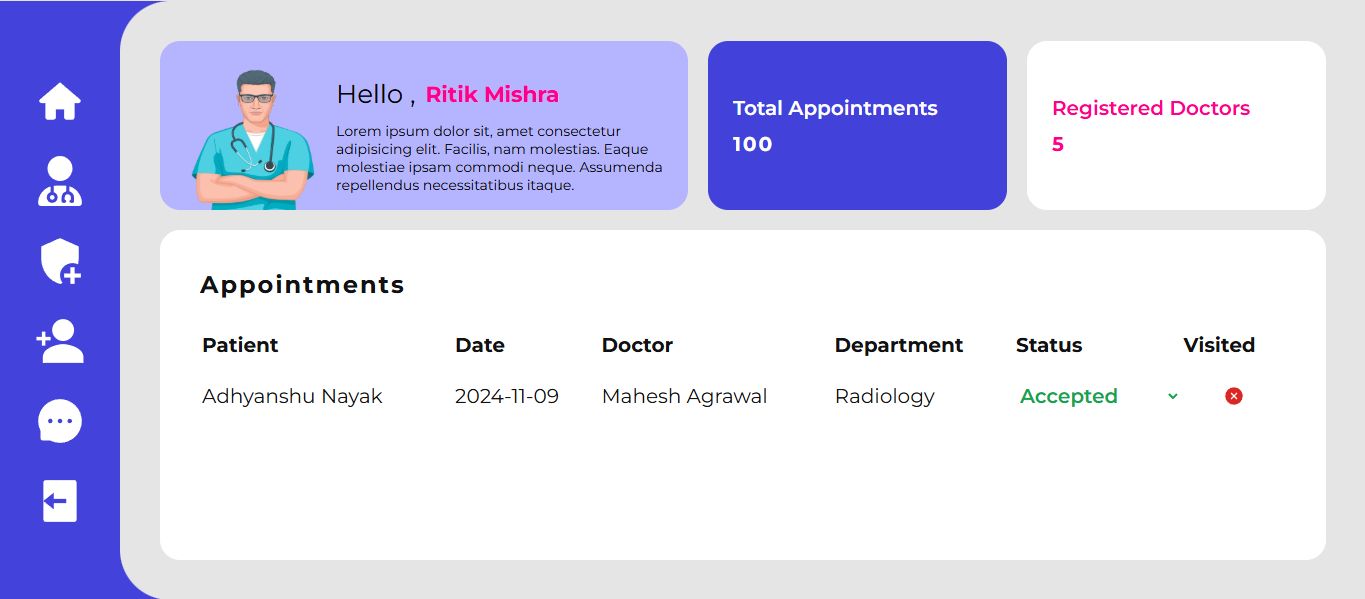 Hello , Ritik Mishra
Lorem ipsum dolor sit, amet consectetur
adipisicing elit. Facilis, nam molestias. Eaque
molestiae ipsam commodi neque. Assumenda
repellendus necessitatibus itaque.
Total Appointments
100
Registered Doctors
5
Appointments
Patient Date Doctor Department Status Visited
Adhyanshu Nayak 2024-11-09 Mahesh Agrawal Radiology Accepted